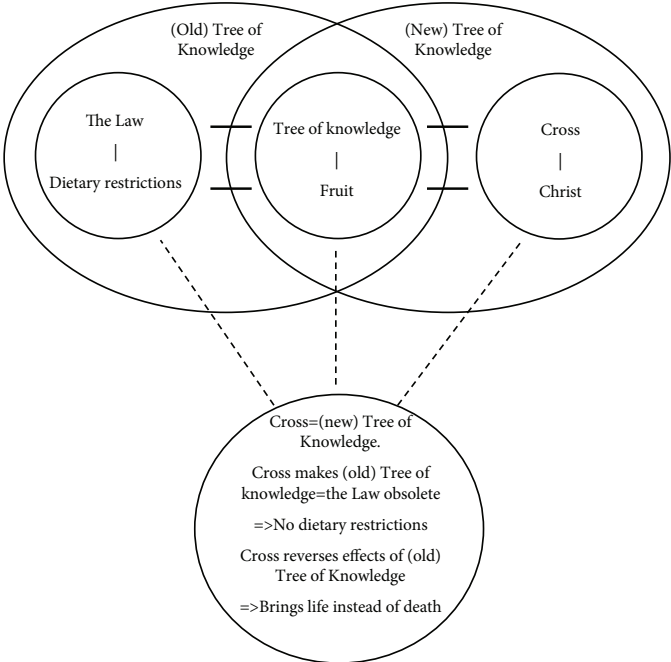 (Old) Tree of
Knowledge
(New) Tree of
Knowledge
The Law
|
Dietary restrictions
Tree of knowledge
|
Fruit
Cross
|
Christ
Cross=(new) Tree of
Knowledge.
Cross makes (old) Tree of
knowledge=the Law obsolete
=>No dietary restrictions
Cross reverses effects of (old)
Tree of Knowledge
=>Brings life instead of death